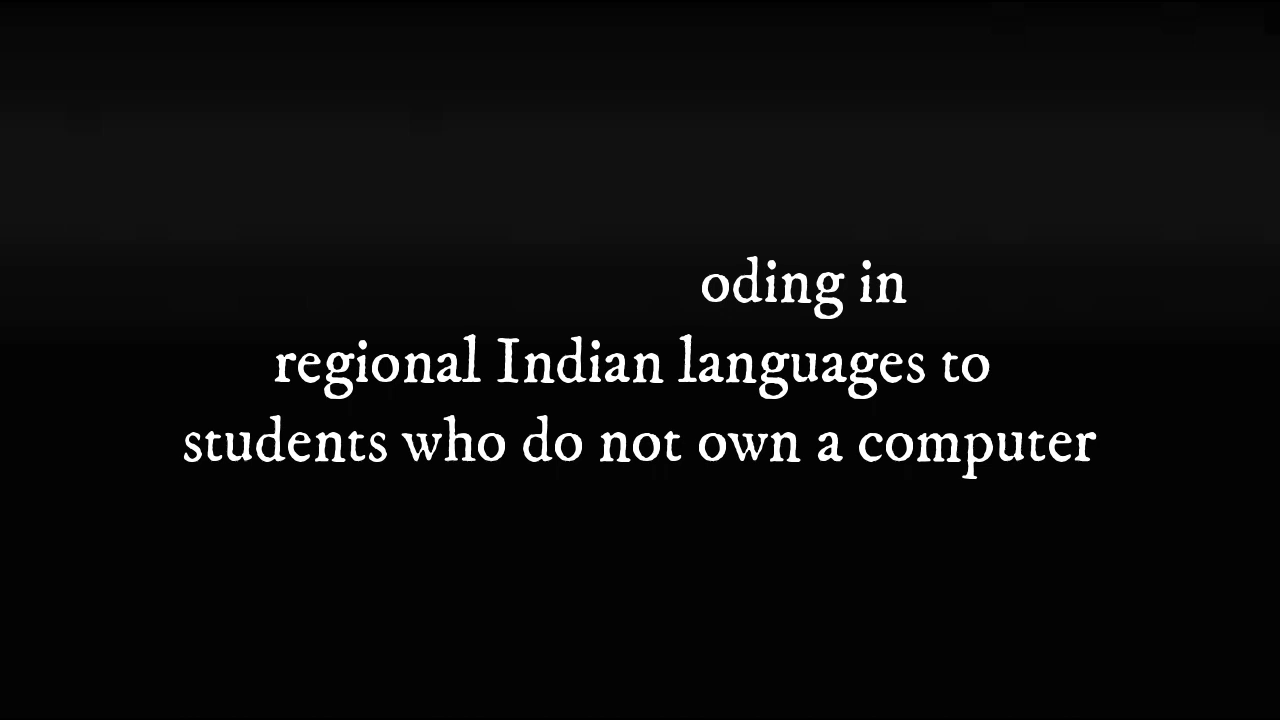 oding in
regional Indian languages to
students who do not own a computer